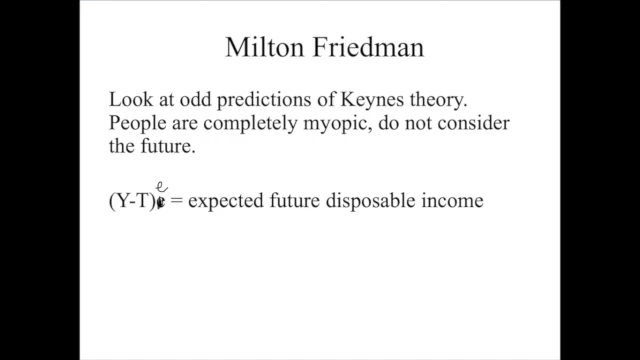 Milton Friedman
Look at odd predictions of Keynes theory.
People are completely myopic, do not consider
the future.
(Y-T)e = expected future disposable income